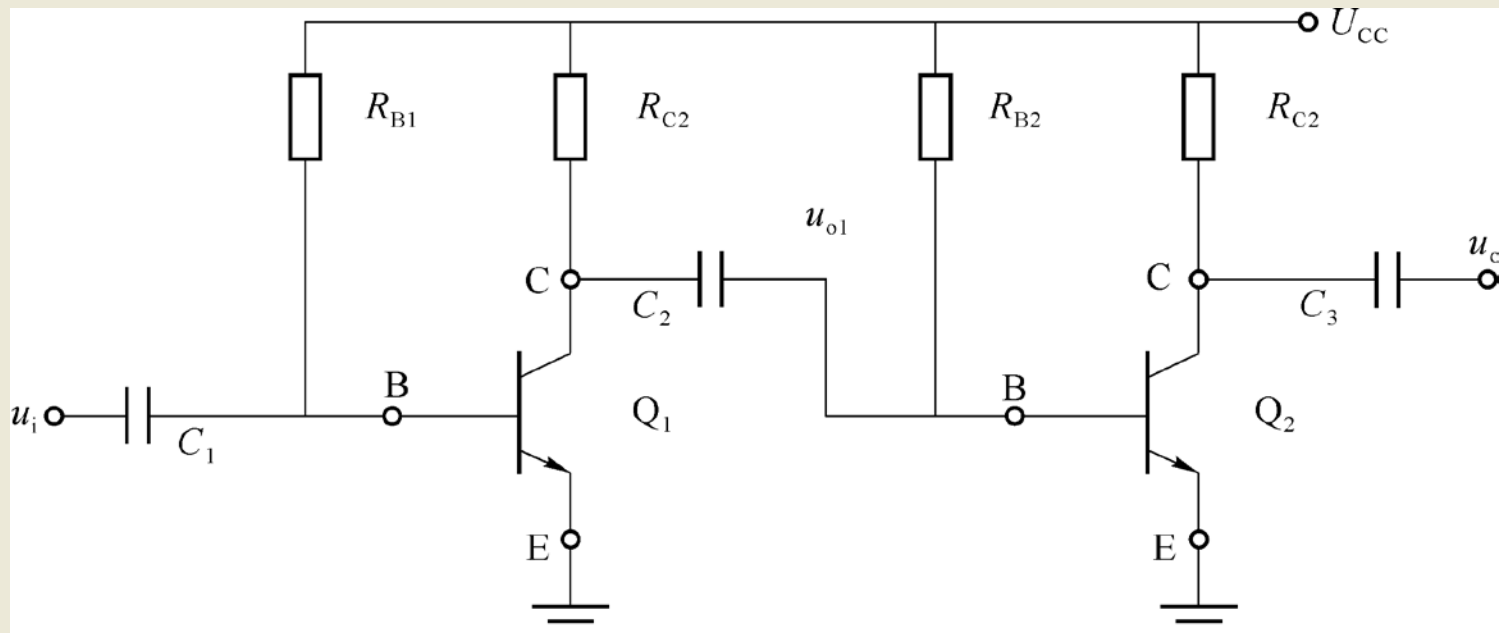 U_CC
R_B1 R_C2 R_B2 R_C2
u_o1
C C_2 C C_3
u_i C_1 B Q_1 B Q_2
E E